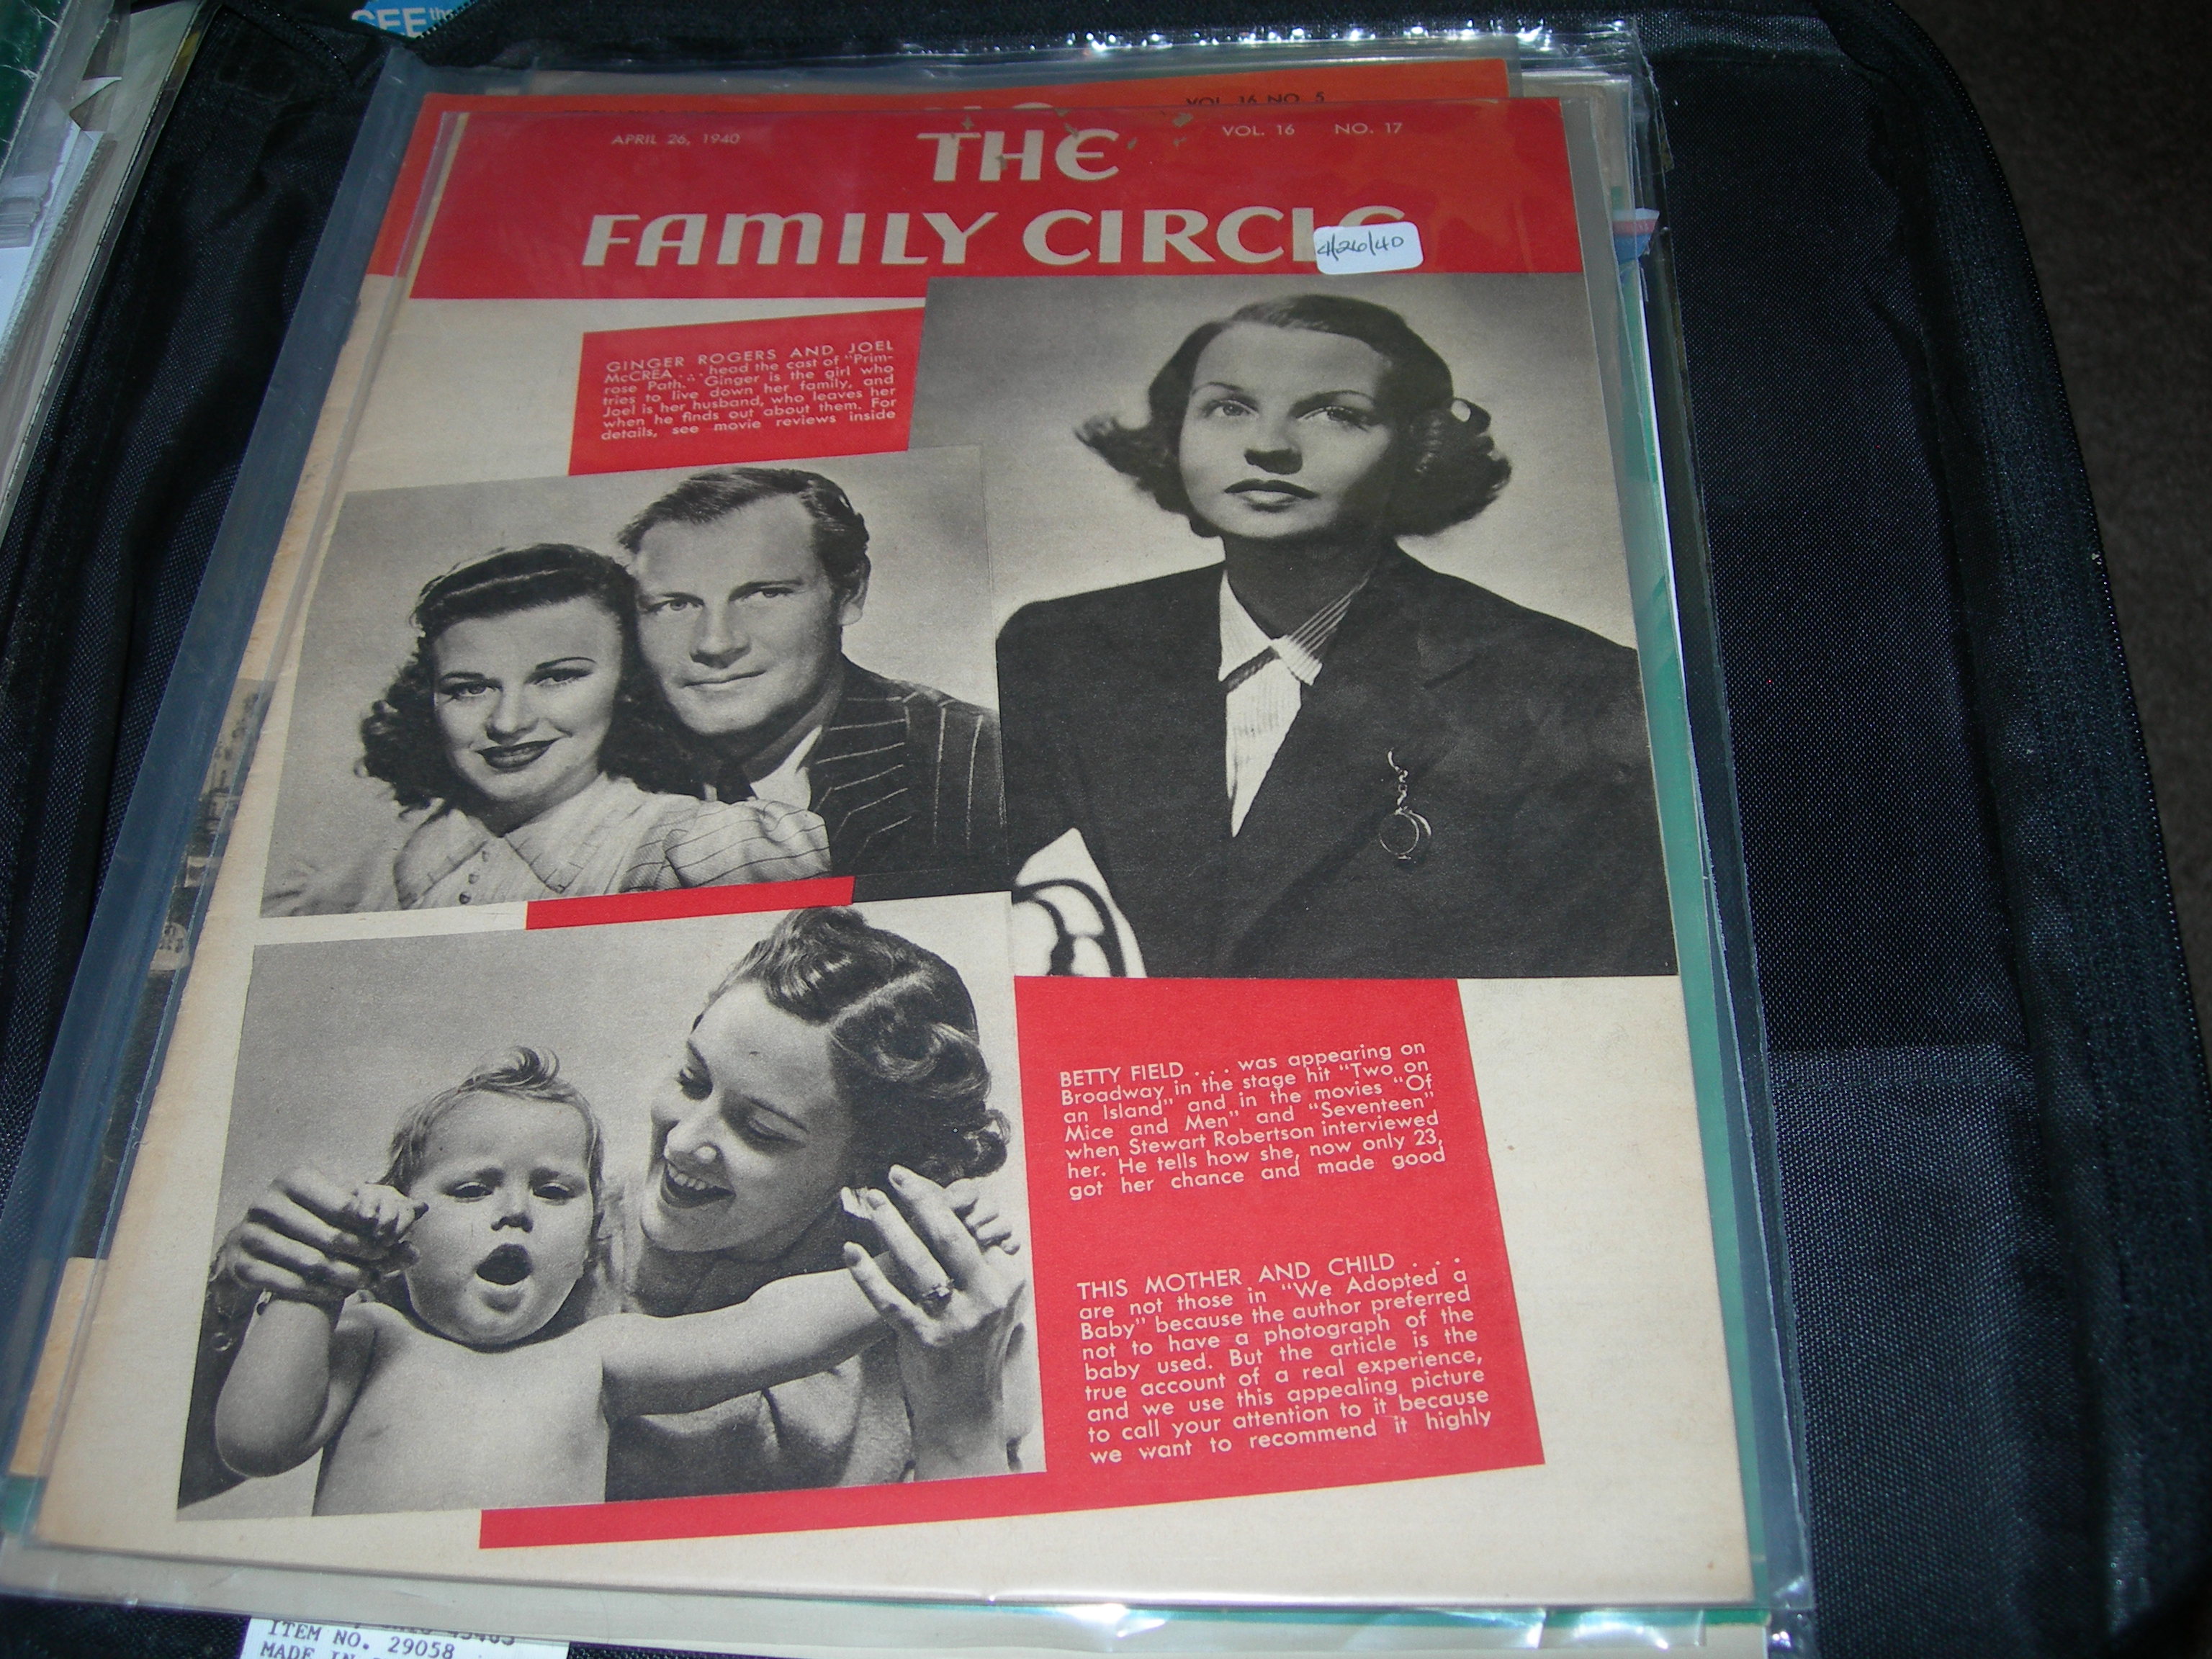 SEE the
VOL. 16 NO. 5
APRIL 26, 1940
VOL. 16 NO. 17
THE
FAMILY CIRCLE
4/26/40
GINGER ROGERS AND JOEL
McCREA . . . head the cast of "Prim-
rose Path." Ginger is the girl who
tries to live down her family, and
Joel is her husband, who leaves her
when he finds out about them. For
details, see movie reviews inside
BETTY FIELD . . . was appearing on
Broadway in the stage hit "Two on
an Island" and in the movies "Of
Mice and Men" and "Seventeen"
when Stewart Robertson interviewed
her. He tells how she, now only 23,
got her chance and made good
THIS MOTHER AND CHILD . . .
are not those in "We Adopted a
Baby" because the author preferred
not to have a photograph of the
baby used. But the article is the
true account of a real experience,
and we use this appealing picture
to call your attention to it because
we want to recommend it highly
ITEM NO. 29058
MADE IN